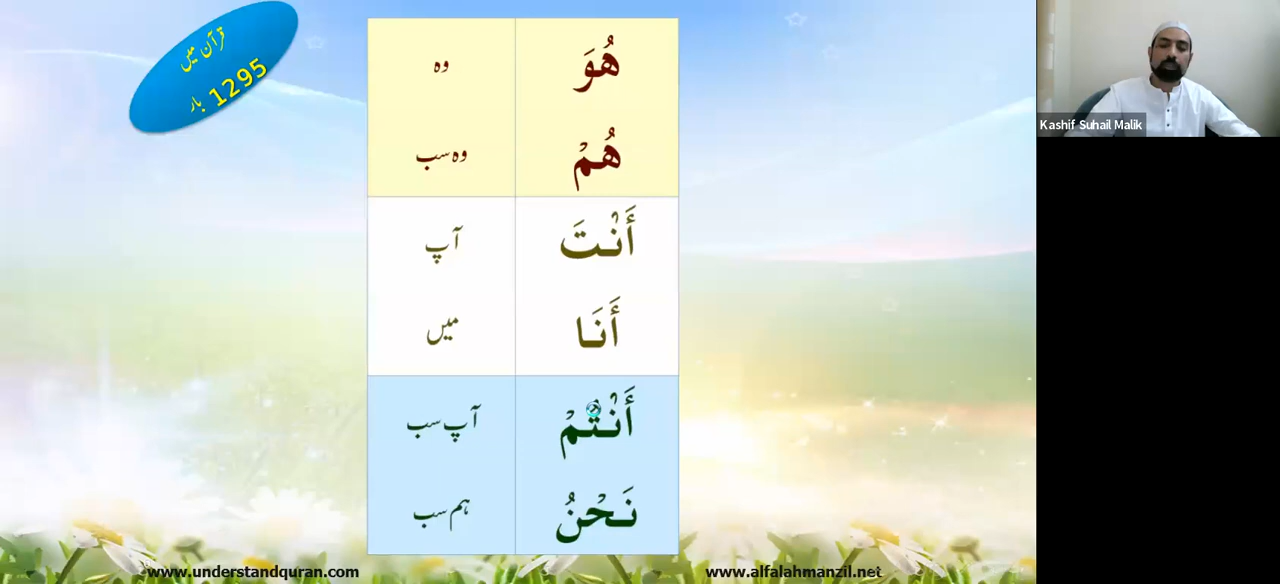 قرآن میں
1295 بار
هُوَ وہ
هُمْ وہ سب
أَنْتَ آپ
أَنَا میں
أَنْتُمْ آپ سب
نَحْنُ ہم سب
www.understandquran.com
www.alfalahmanzil.net
Kashif Suhail Malik